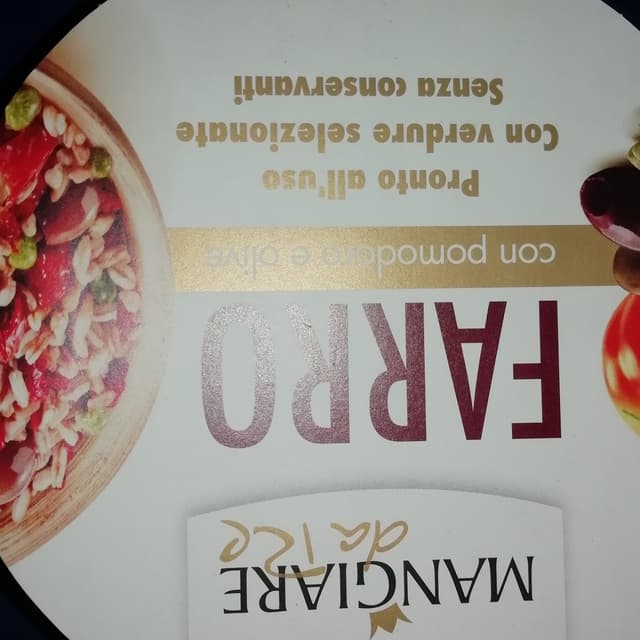 MANGIARE
da Re
FARRO
con pomodoro e olive
Pronto all'uso
Con verdure selezionate
Senza conservanti